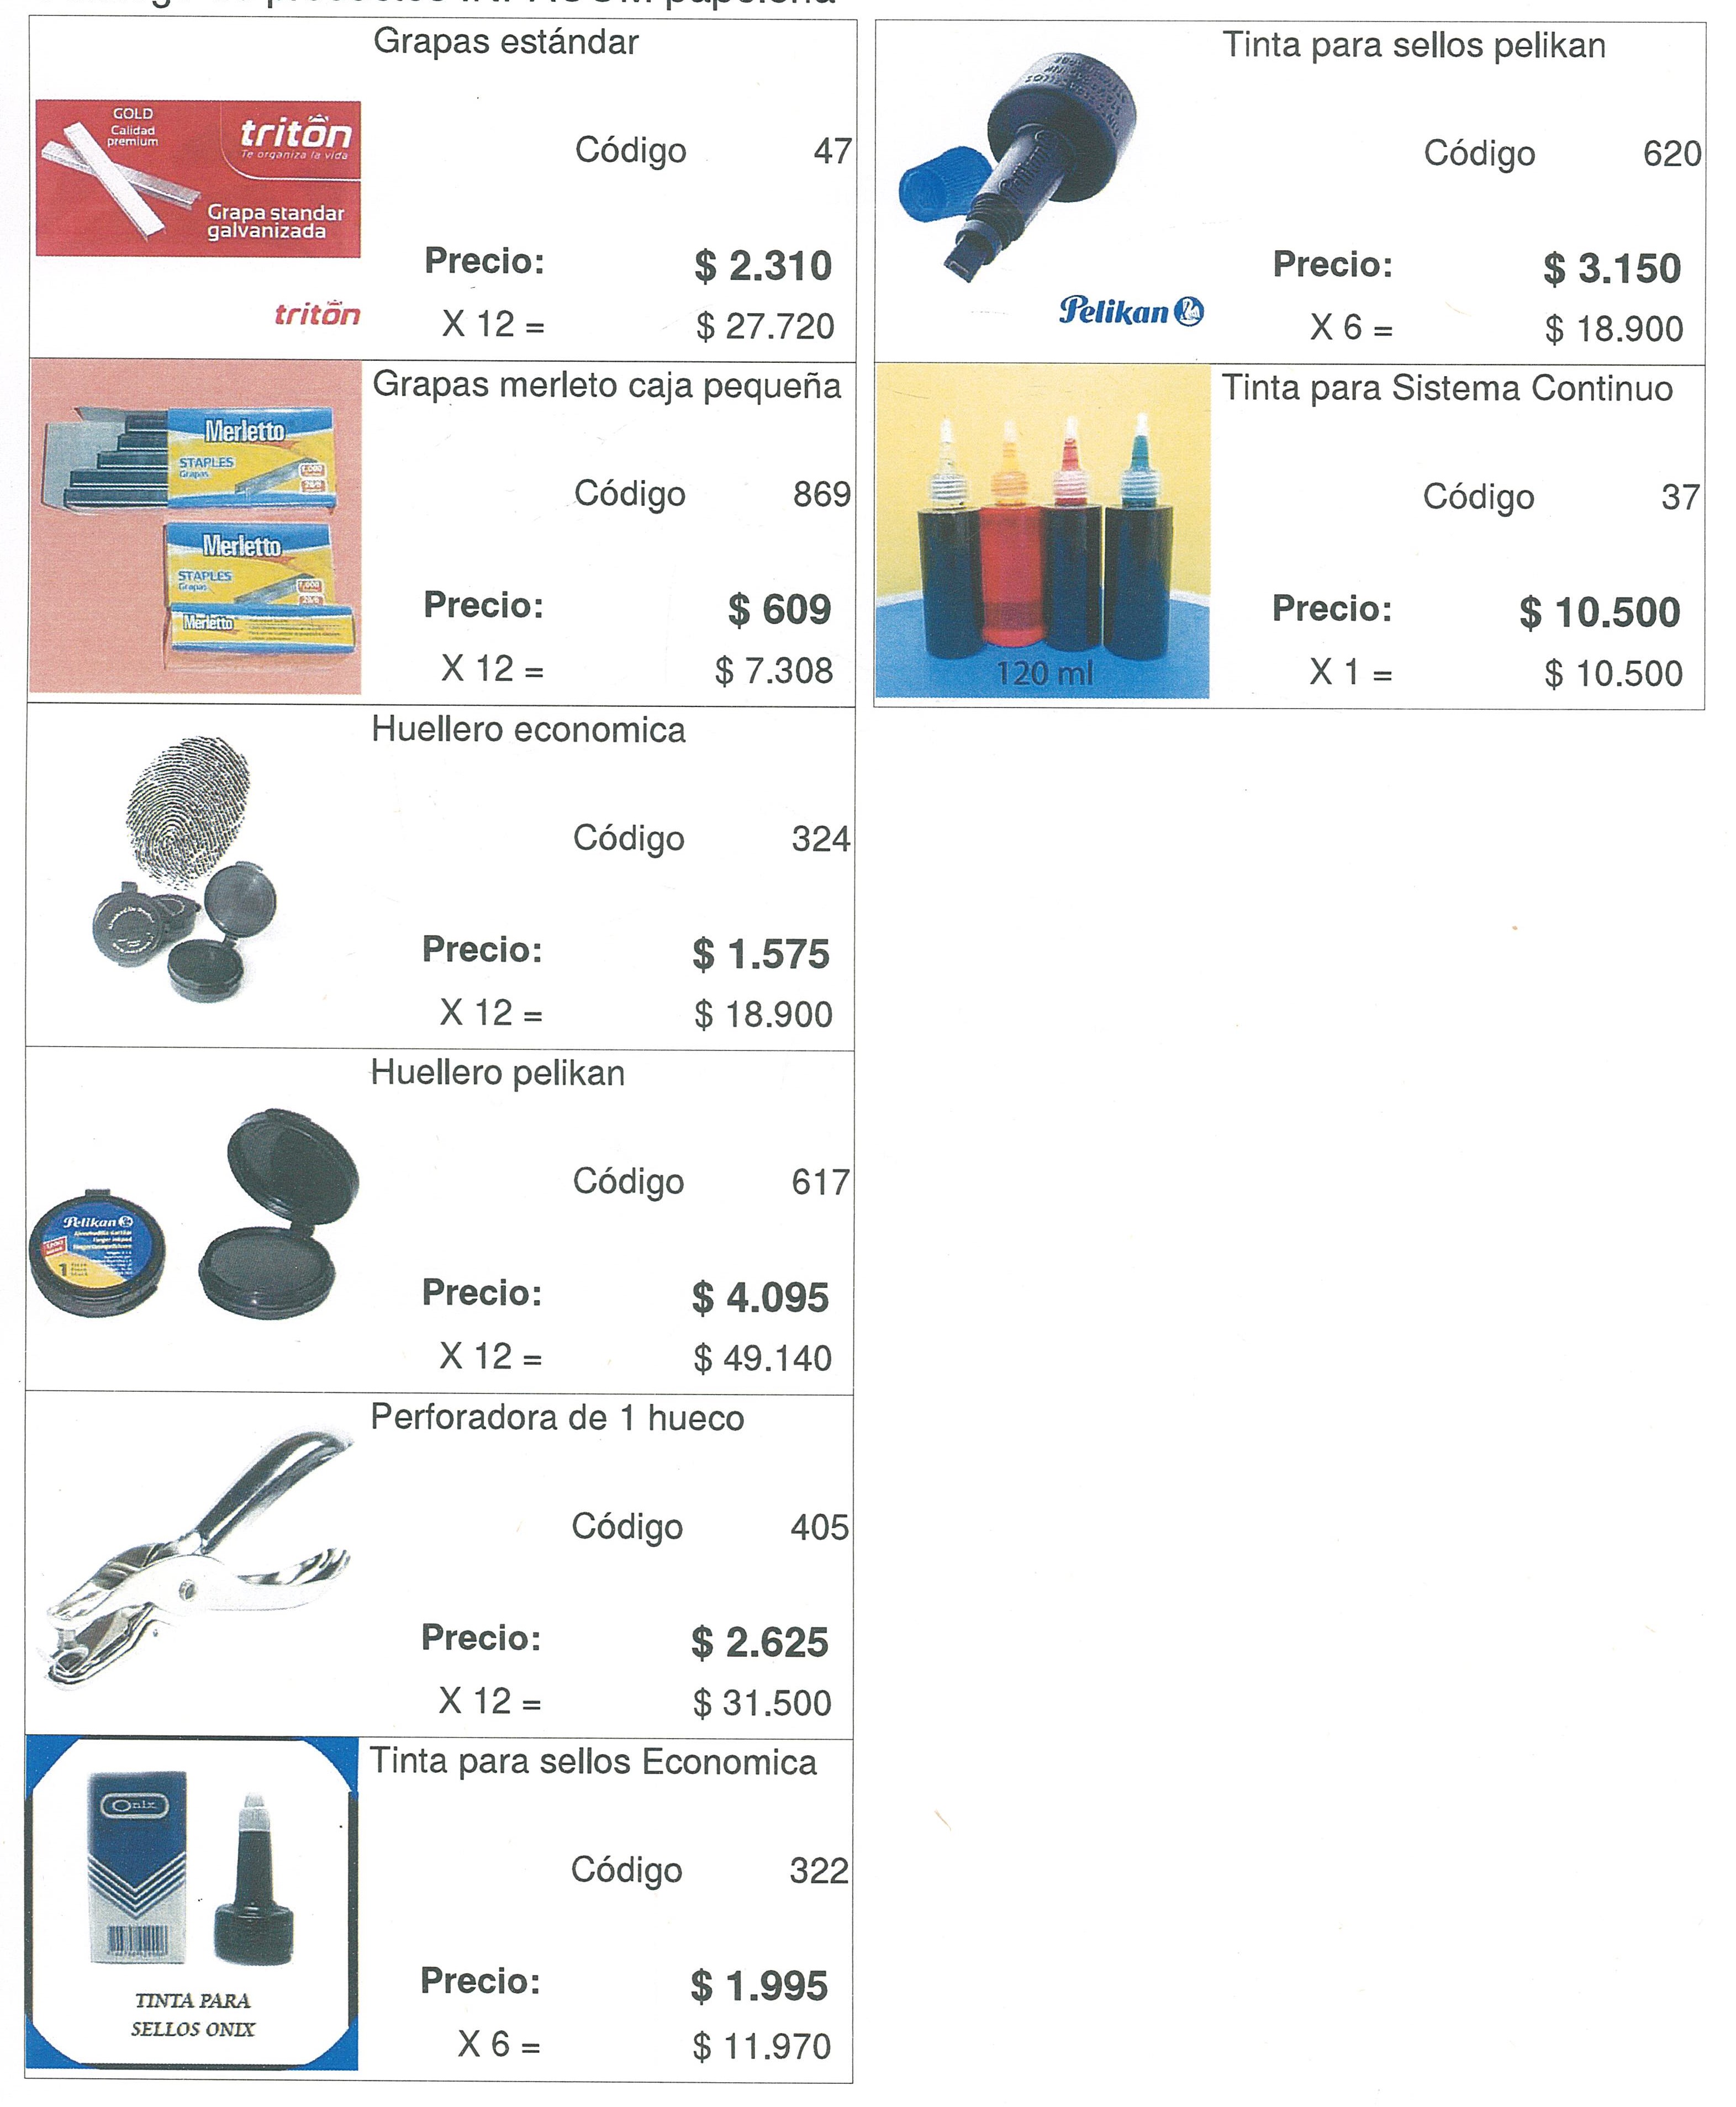 Grapas estándar
GOLD
Calidad
premium
tritōn
Te organiza la vida
Grapa standar
galvanizada
tritōn
Código 47
Precio: $ 2.310
X 12 = $ 27.720
Grapas merleto caja pequeña
Merletto
STAPLES
Grapas
Merletto
STAPLES
Grapas
Merletto
Código 869
Precio: $ 609
X 12 = $ 7.308
Huellero economica
Código 324
Precio: $ 1.575
X 12 = $ 18.900
Huellero pelikan
Pelikan
1
Código 617
Precio: $ 4.095
X 12 = $ 49.140
Perforadora de 1 hueco
Código 405
Precio: $ 2.625
X 12 = $ 31.500
Tinta para sellos Economica
Onix
TINTA PARA
SELLOS ONIX
Código 322
Precio: $ 1.995
X 6 = $ 11.970
Tinta para sellos pelikan
Pelikan
Código 620
Precio: $ 3.150
X 6 = $ 18.900
Tinta para Sistema Continuo
120 ml
Código 37
Precio: $ 10.500
X 1 = $ 10.500